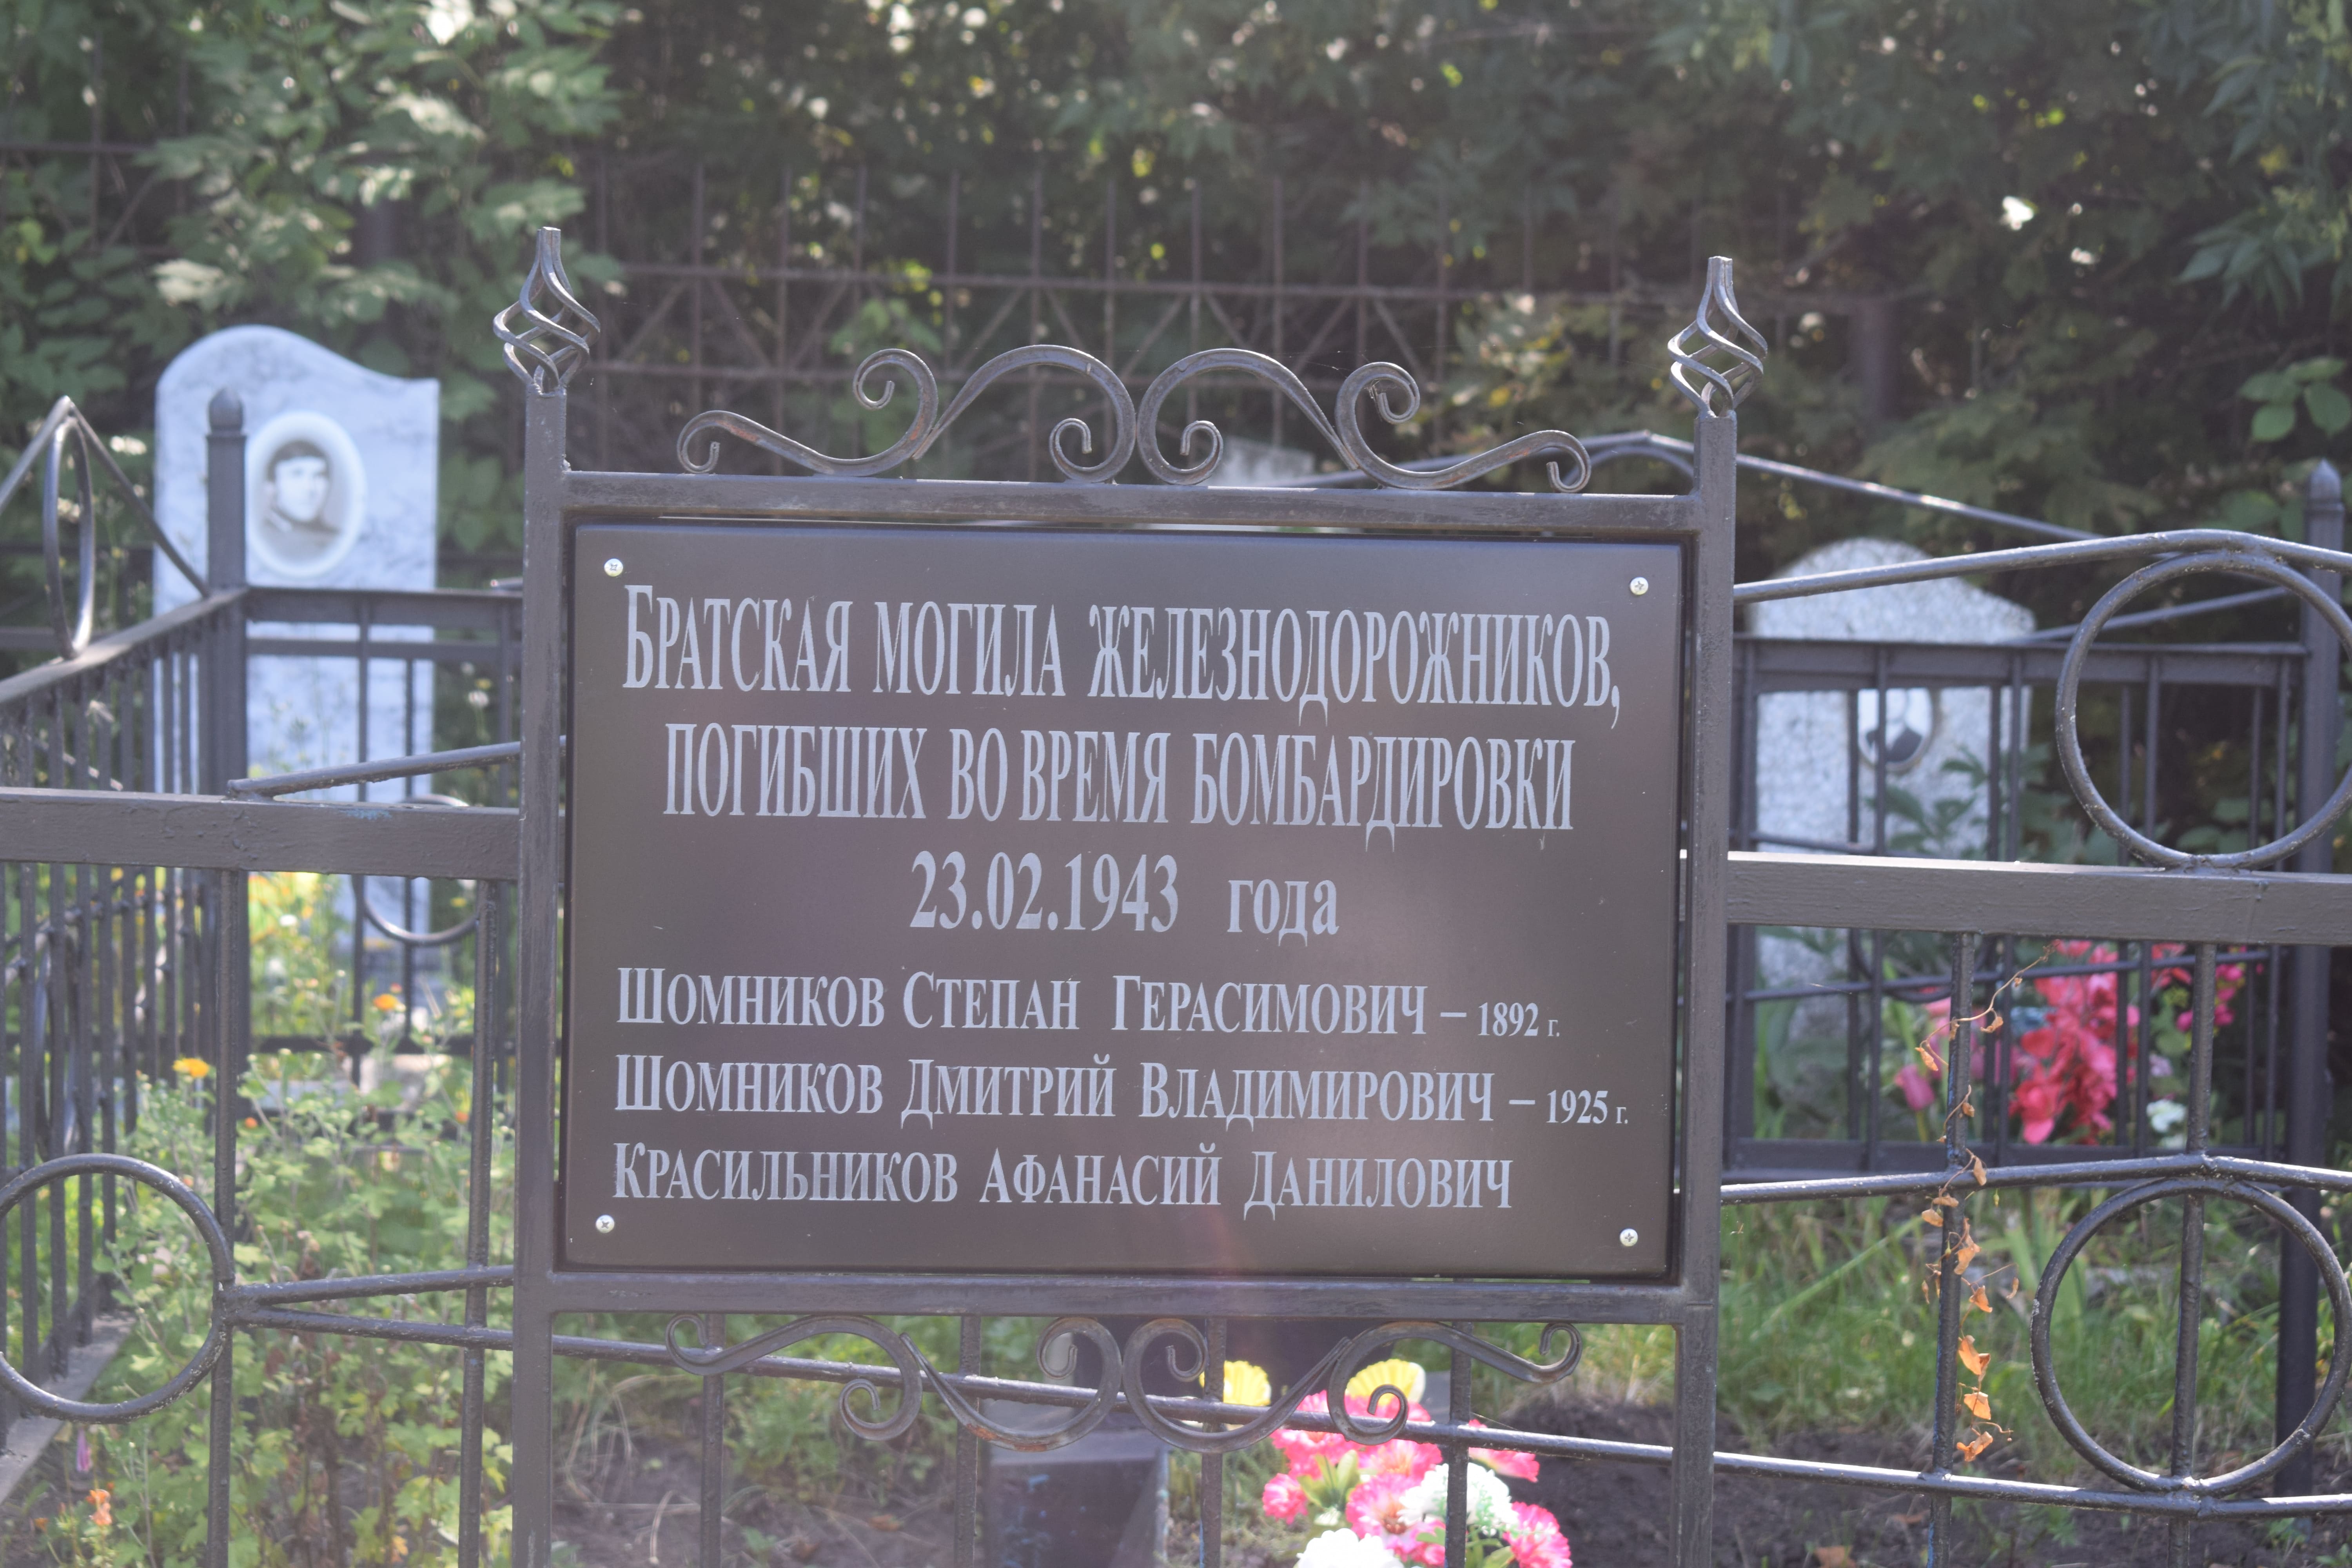 Братская могила железнодорожников,
погибших во время бомбардировки
23.02.1943 года
Шомников Степан Герасимович – 1892 г.
Шомников Дмитрий Владимирович – 1925 г.
Красильников Афанасий Данилович